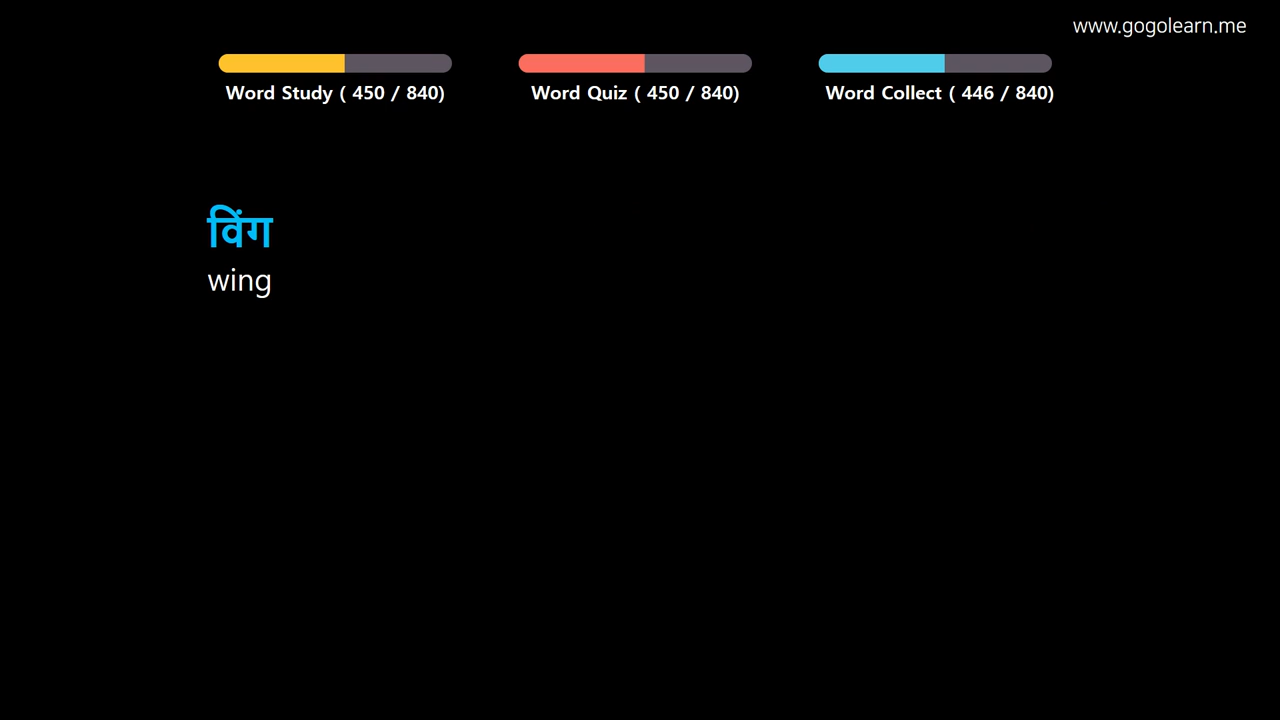 www.gogolearn.me
Word Study ( 450 / 840)
Word Quiz ( 450 / 840)
Word Collect ( 446 / 840)
विंग
wing